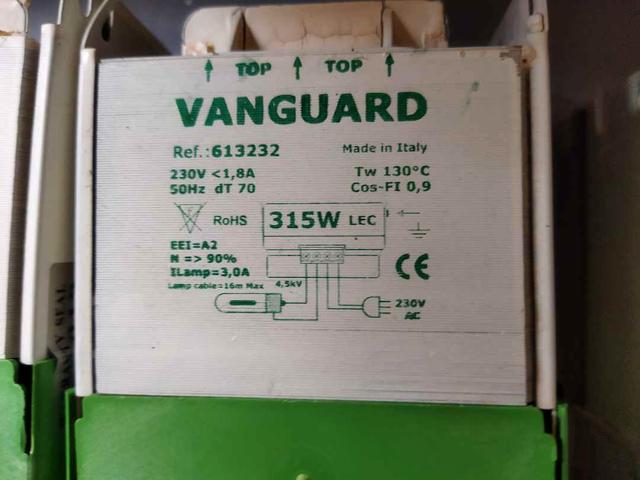 TOP TOP
VANGUARD
Ref.:613232 Made in Italy
230V <1,8A Tw 130°C
50Hz dT 70 Cos-FI 0,9
RoHS 315W LEC
EEI=A2
N => 90%
ILamp=3,0A
Lamp cable=16m Max 4,5kV
CE
230V
AC
SEAL